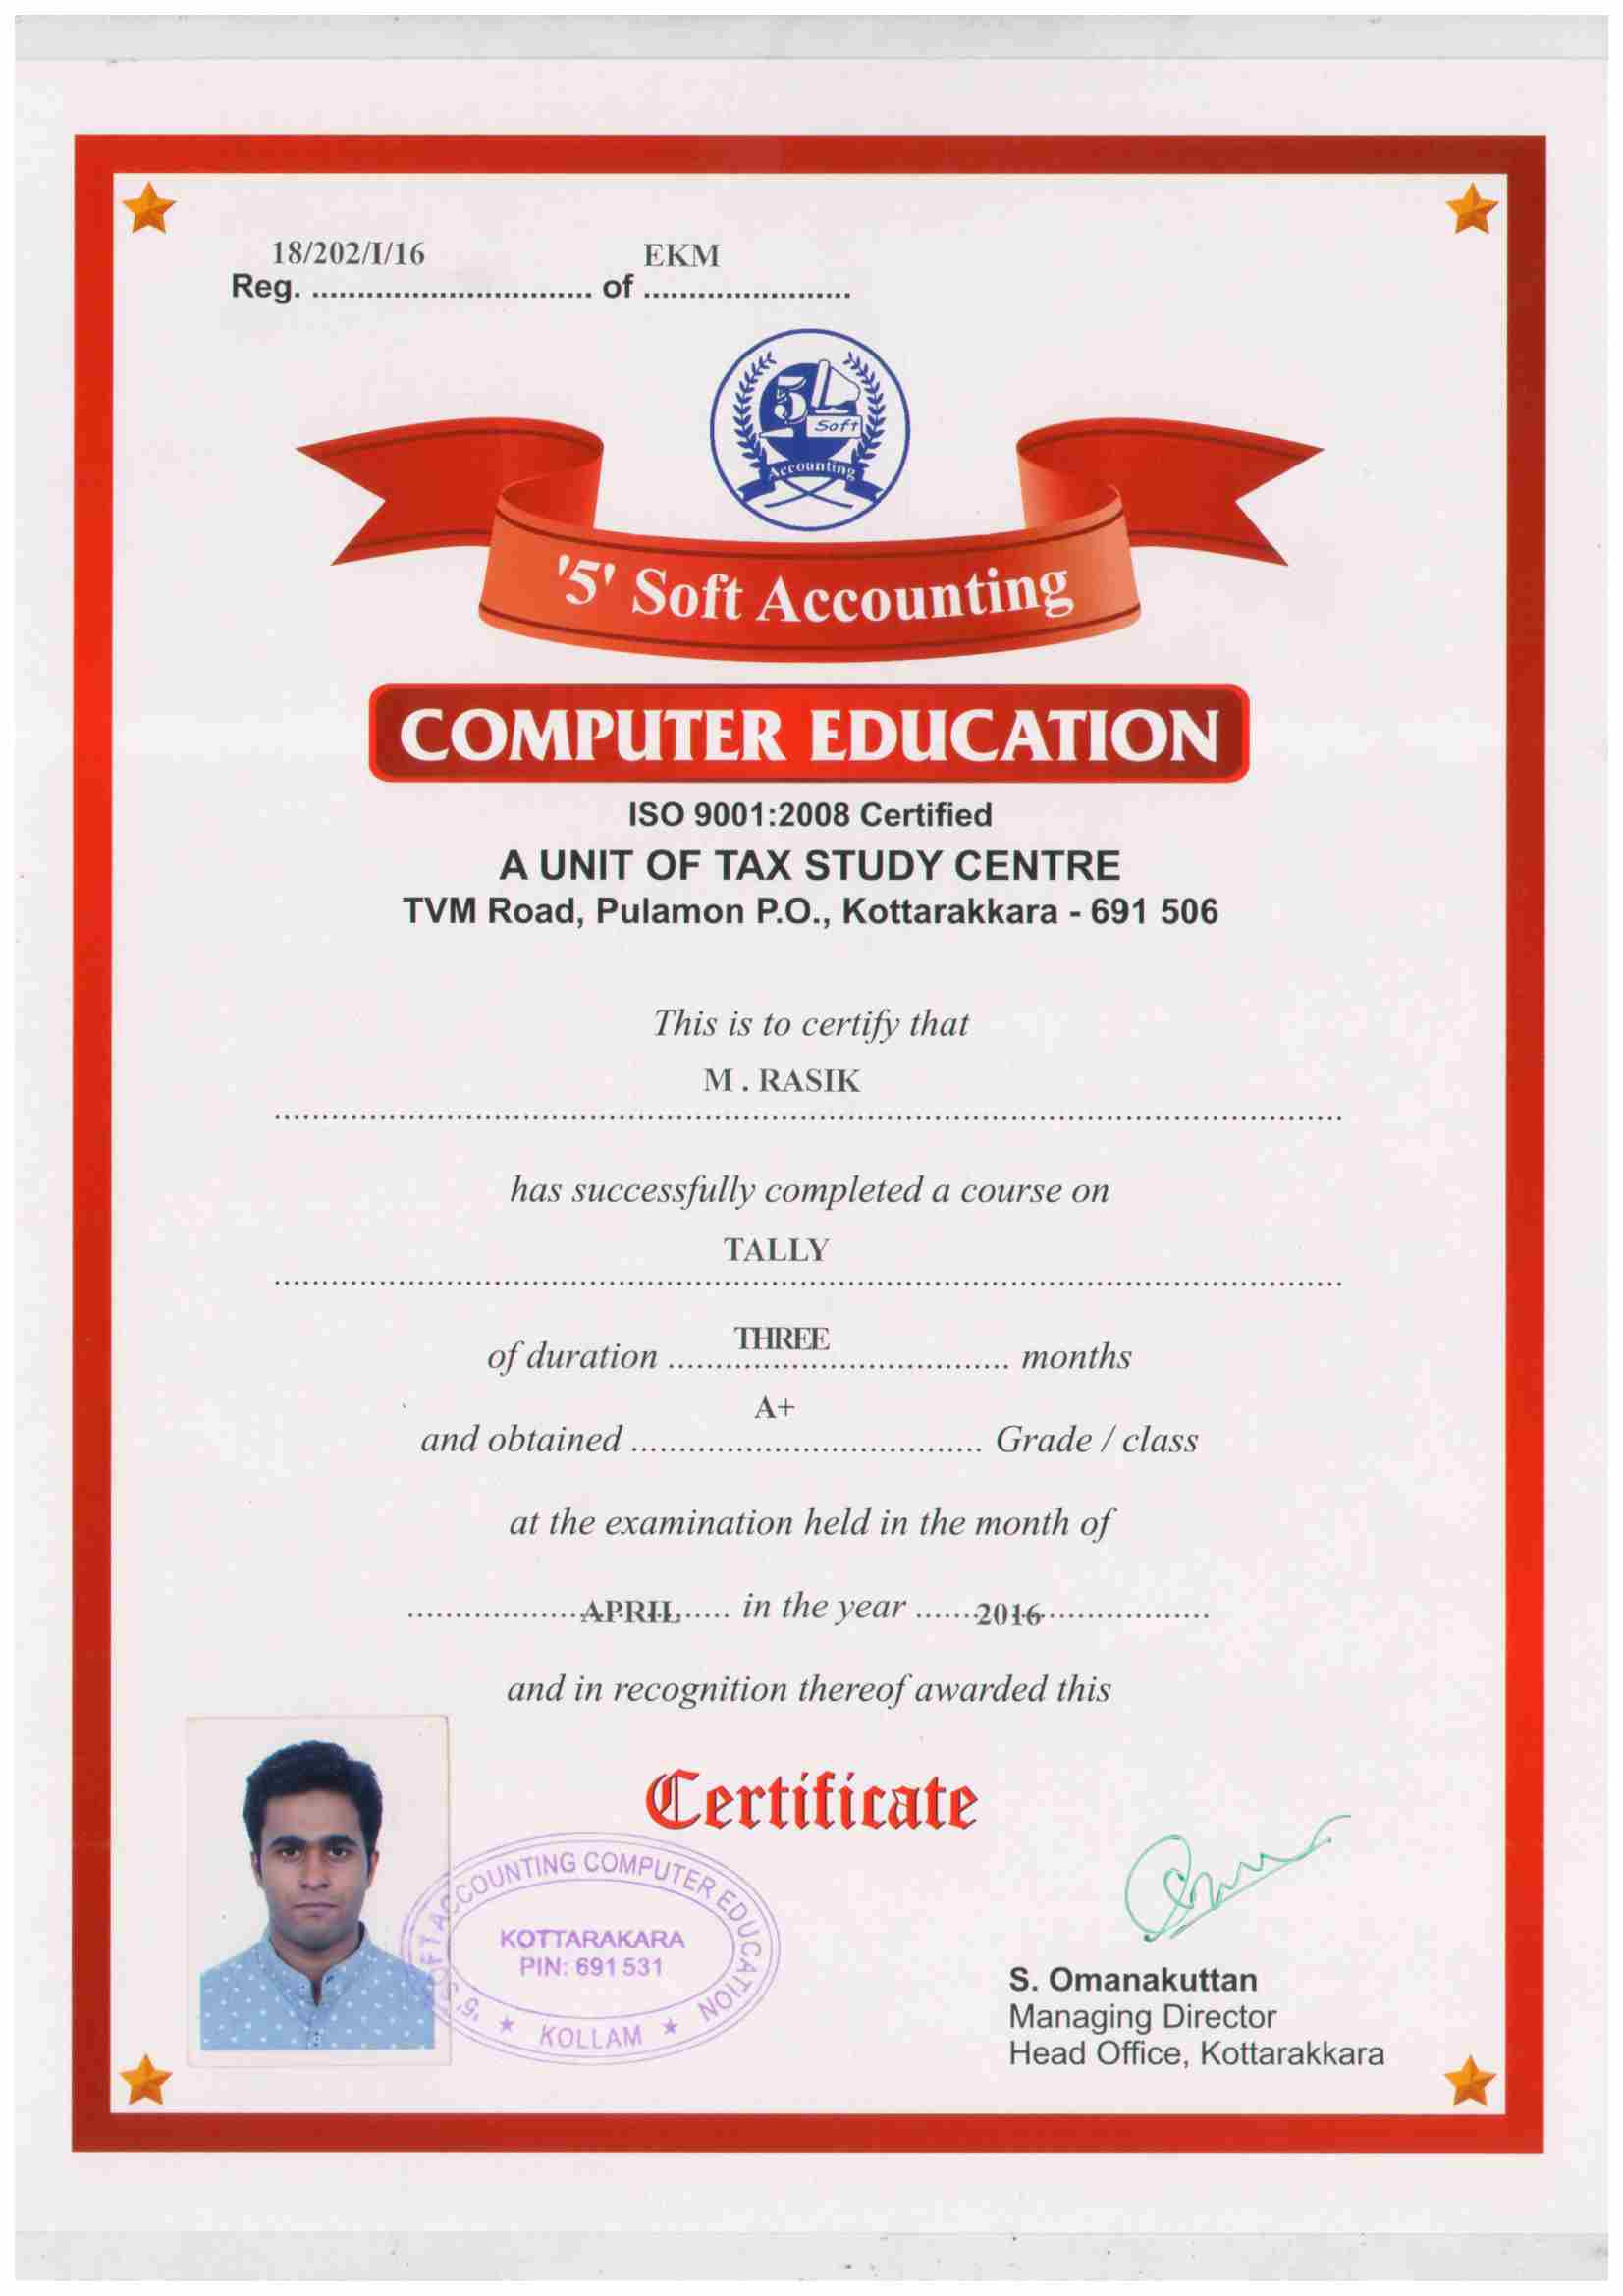 18/202/I/16 EKM
Reg. .............................. of .......................
5 Soft
Accounting
'5' Soft Accounting
COMPUTER EDUCATION
ISO 9001:2008 Certified
A UNIT OF TAX STUDY CENTRE
TVM Road, Pulamon P.O., Kottarakkara - 691 506
This is to certify that
M . RASIK
has successfully completed a course on
TALLY
of duration THREE months
and obtained A+ Grade / class
at the examination held in the month of
APRIL in the year 2016
and in recognition thereof awarded this
Certificate
'5' SOFT ACCOUNTING COMPUTER EDUCATION
KOTTARAKARA
PIN: 691 531
★ KOLLAM ★
S. Omanakuttan
Managing Director
Head Office, Kottarakkara